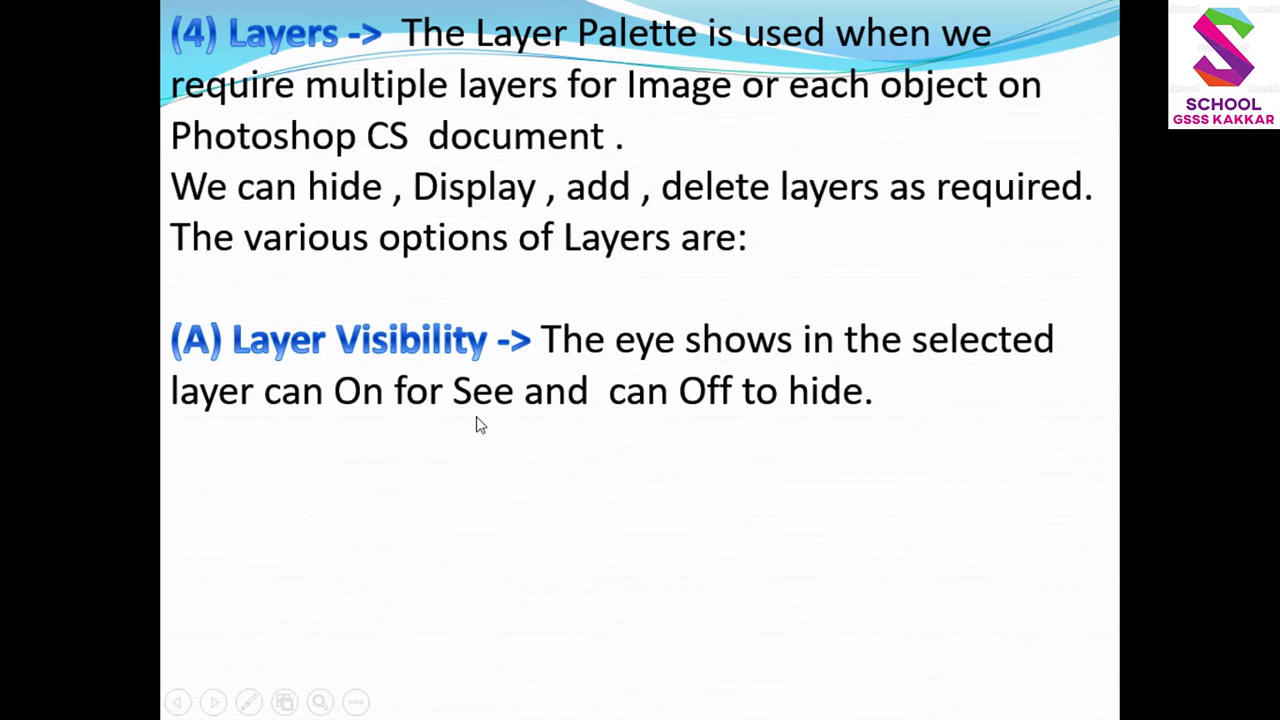 (4) Layers -> The Layer Palette is used when we
require multiple layers for Image or each object on
Photoshop CS document .
We can hide , Display , add , delete layers as required.
The various options of Layers are:
(A) Layer Visibility -> The eye shows in the selected
layer can On for See and can Off to hide.
SCHOOL
GSSS KAKKAR